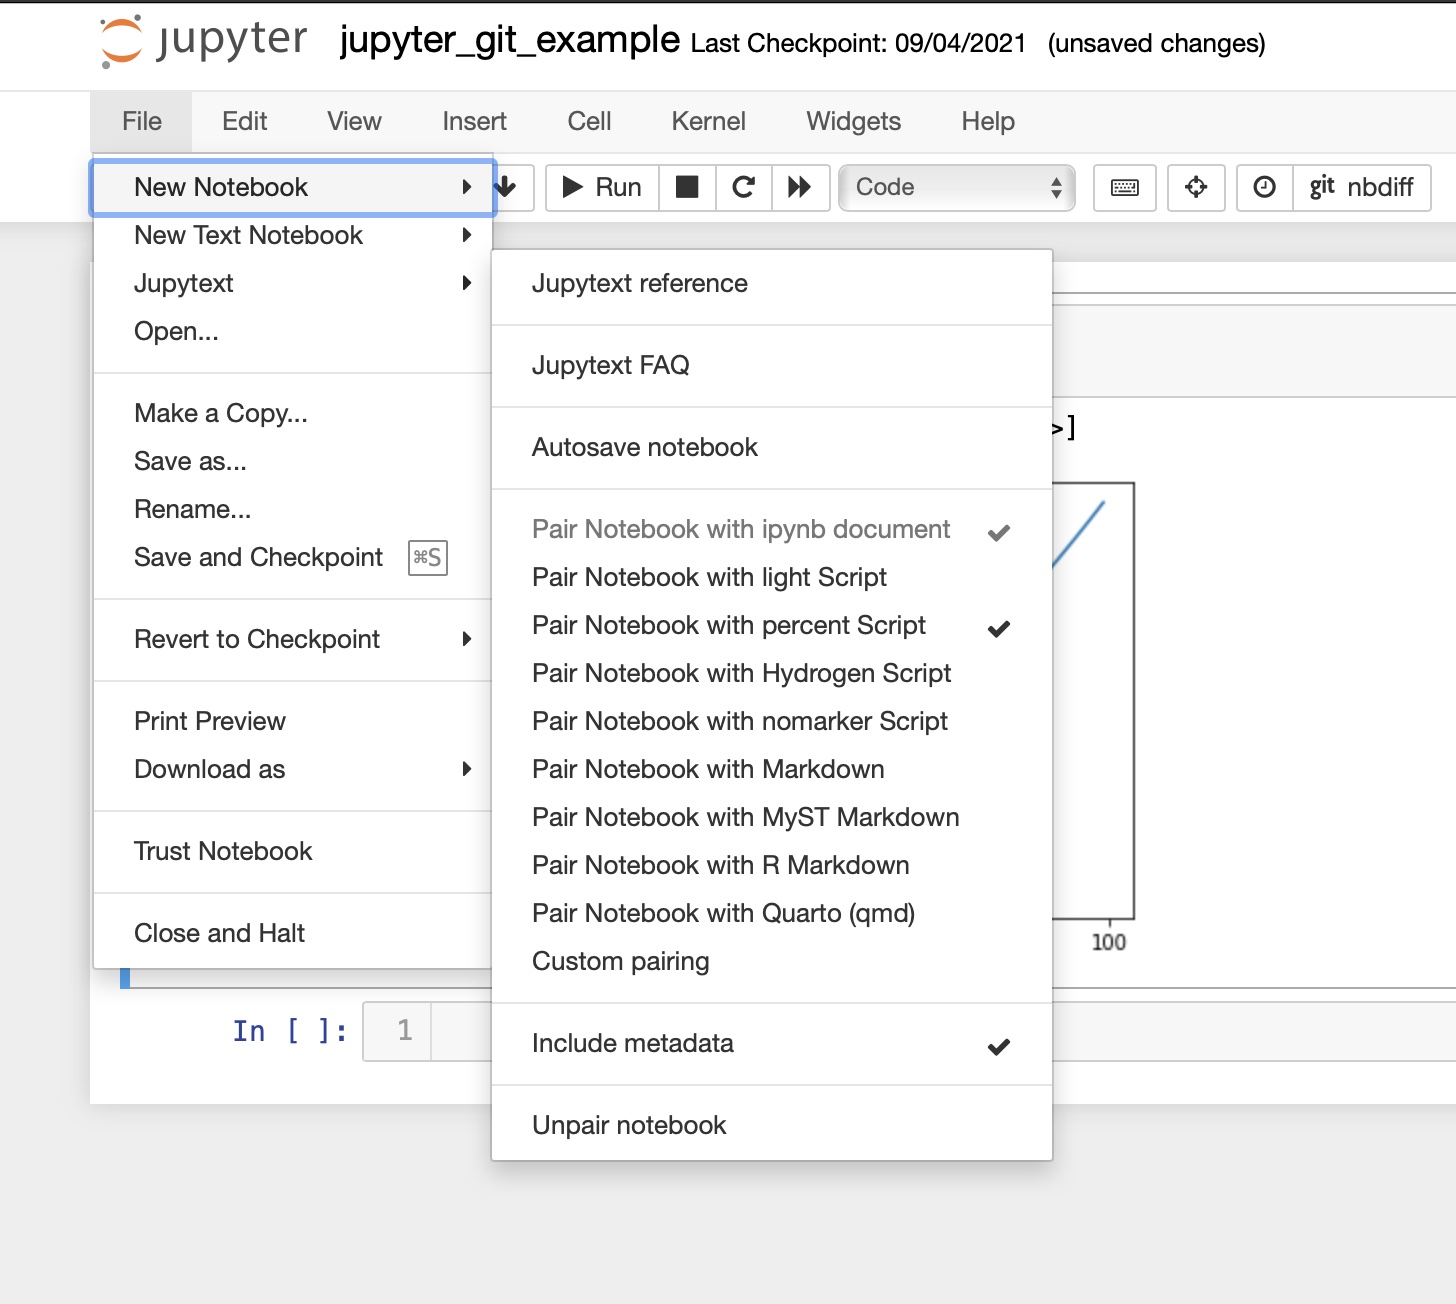 jupyter jupyter_git_example Last Checkpoint: 09/04/2021 (unsaved changes)
File Edit View Insert Cell Kernel Widgets Help
Run Code git nbdiff
New Notebook
New Text Notebook
Jupytext
Open...
Make a Copy...
Save as...
Rename...
Save and Checkpoint ⌘S
Revert to Checkpoint
Print Preview
Download as
Trust Notebook
Close and Halt
Jupytext reference
Jupytext FAQ
Autosave notebook
Pair Notebook with ipynb document
Pair Notebook with light Script
Pair Notebook with percent Script
Pair Notebook with Hydrogen Script
Pair Notebook with nomarker Script
Pair Notebook with Markdown
Pair Notebook with MyST Markdown
Pair Notebook with R Markdown
Pair Notebook with Quarto (qmd)
Custom pairing
Include metadata
Unpair notebook
>]
100
In [ ]: 1